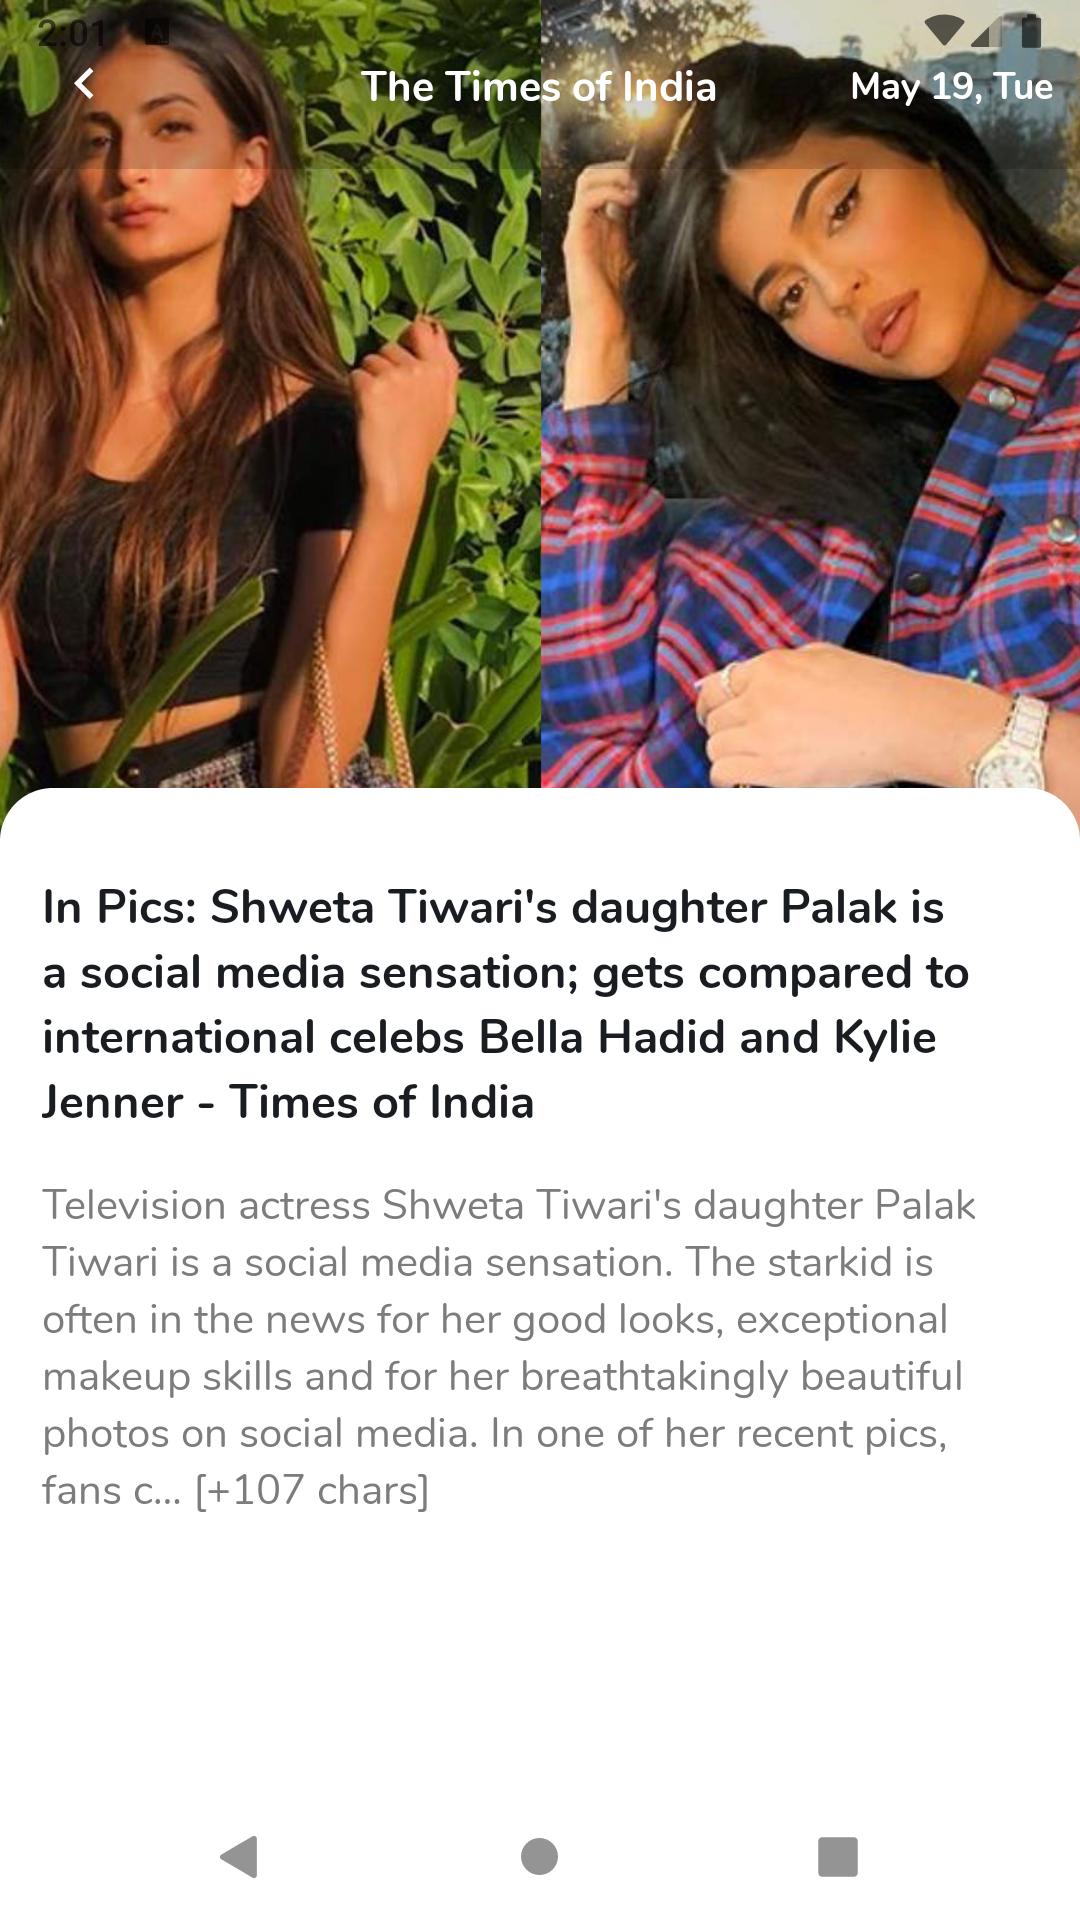 2:01 A
The Times of India
May 19, Tue
In Pics: Shweta Tiwari's daughter Palak is
a social media sensation; gets compared to
international celebs Bella Hadid and Kylie
Jenner - Times of India
Television actress Shweta Tiwari's daughter Palak
Tiwari is a social media sensation. The starkid is
often in the news for her good looks, exceptional
makeup skills and for her breathtakingly beautiful
photos on social media. In one of her recent pics,
fans c... [+107 chars]